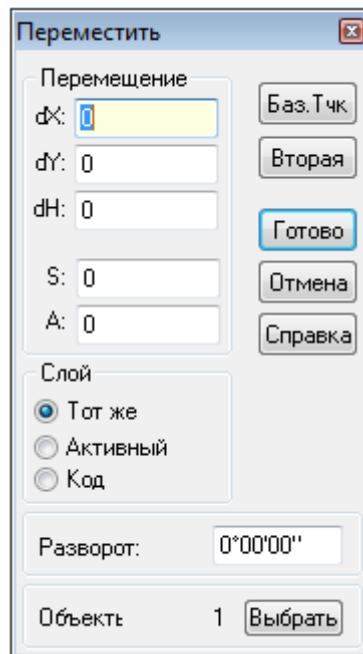 Переместить
Перемещение
dX: 0
dY: 0
dH: 0
S: 0
A: 0
Баз.Тчк
Вторая
Готово
Отмена
Справка
Слой
Тот же
Активный
Код
Разворот: 0°00'00"
Объекть 1 Выбрать